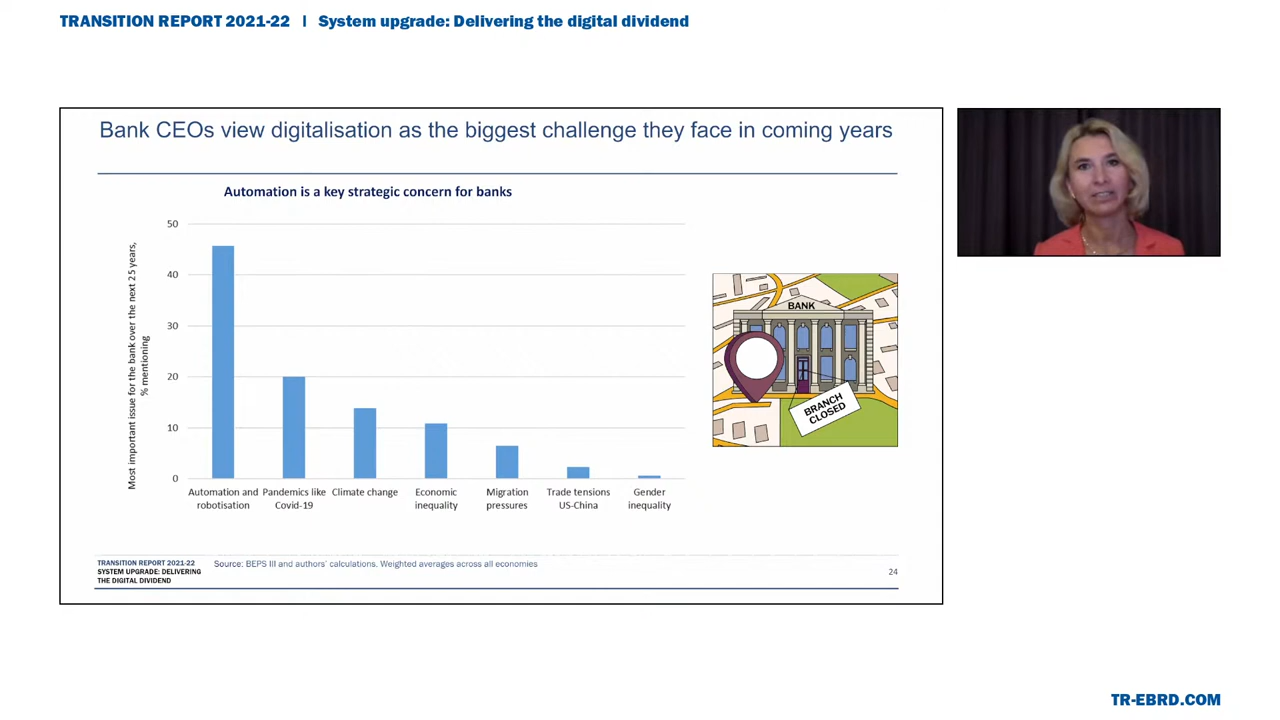 TRANSITION REPORT 2021-22 | System upgrade: Delivering the digital dividend
Bank CEOs view digitalisation as the biggest challenge they face in coming years
Automation is a key strategic concern for banks
Most important issue for the bank over the next 25 years,
% mentioning
50
40
30
20
10
0
Automation and
robotisation
Pandemics like
Covid-19
Climate change
Economic
inequality
Migration
pressures
Trade tensions
US-China
Gender
inequality
BANK
BRANCH
CLOSED
TRANSITION REPORT 2021-22
SYSTEM UPGRADE: DELIVERING
THE DIGITAL DIVIDEND
Source: BEPS III and authors' calculations. Weighted averages across all economies
24
TR-EBRD.COM